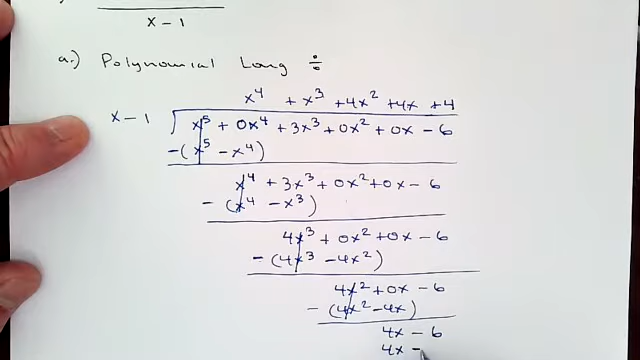 x - 1
a.) Polynomial Long ÷
x⁴ + x³ + 4x² + 4x + 4
x - 1 x⁵ + 0x⁴ + 3x³ + 0x² + 0x - 6
-(x⁵ - x⁴)
x⁴ + 3x³ + 0x² + 0x - 6
-(x⁴ - x³)
4x³ + 0x² + 0x - 6
-(4x³ - 4x²)
4x² + 0x - 6
-(4x² - 4x)
4x - 6
4x -